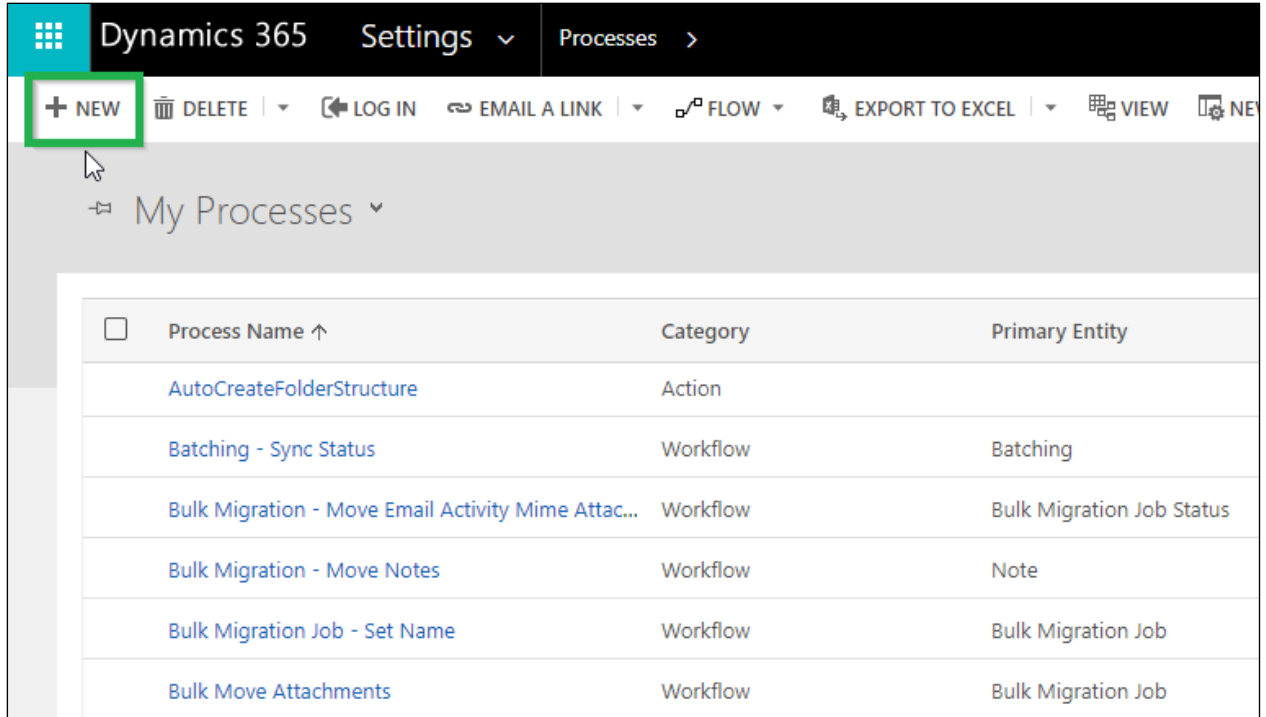 Dynamics 365 Settings Processes
NEW DELETE LOG IN EMAIL A LINK FLOW EXPORT TO EXCEL VIEW
My Processes
Process Name Category Primary Entity
AutoCreateFolderStructure Action
Batching - Sync Status Workflow Batching
Bulk Migration - Move Email Activity Mime Attac... Workflow Bulk Migration Job Status
Bulk Migration - Move Notes Workflow Note
Bulk Migration Job - Set Name Workflow Bulk Migration Job
Bulk Move Attachments Workflow Bulk Migration Job